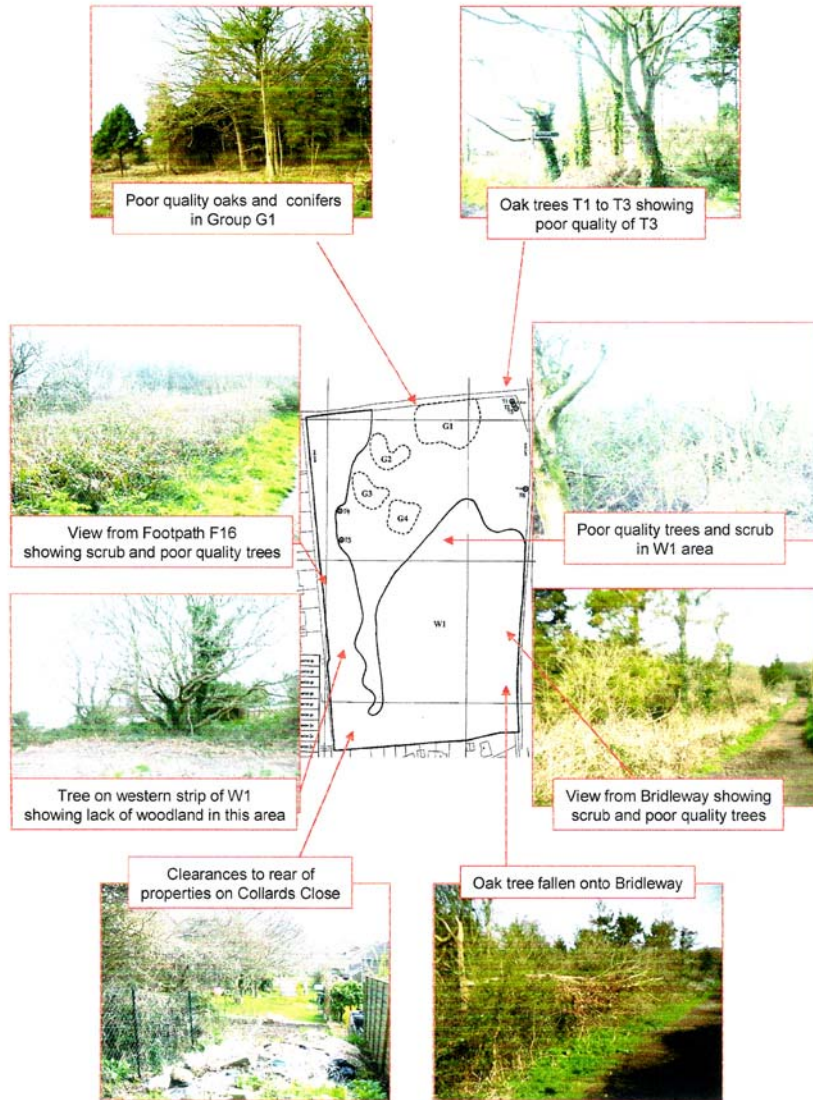 Poor quality oaks and conifers
in Group G1
Oak trees T1 to T3 showing
poor quality of T3
View from Footpath F16
showing scrub and poor quality trees
G1
G2
G3
G4
W1
Poor quality trees and scrub
in W1 area
Tree on western strip of W1
showing lack of woodland in this area
View from Bridleway showing
scrub and poor quality trees
Clearances to rear of
properties on Collards Close
Oak tree fallen onto Bridleway